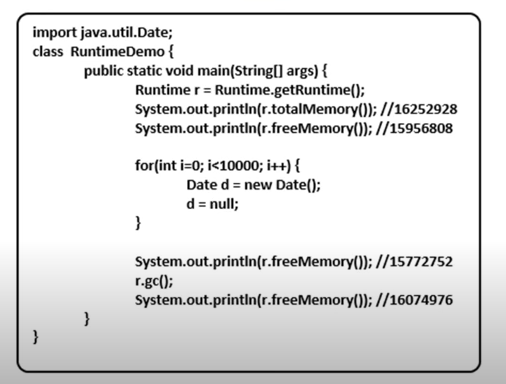 import java.util.Date;
class RuntimeDemo {
public static void main(String[] args) {
Runtime r = Runtime.getRuntime();
System.out.println(r.totalMemory()); //16252928
System.out.println(r.freeMemory()); //15956808
for(int i=0; i<10000; i++) {
Date d = new Date();
d = null;
}
System.out.println(r.freeMemory()); //15772752
r.gc();
System.out.println(r.freeMemory()); //16074976
}
}